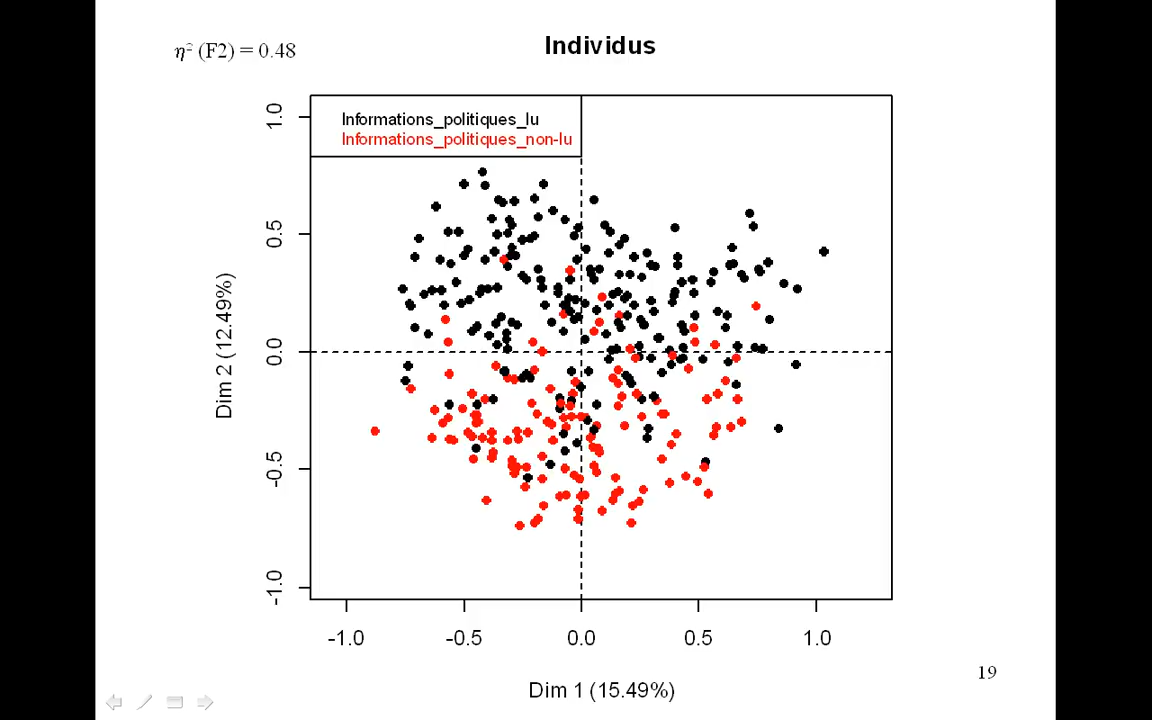 η² (F2) = 0.48
Individus
Informations_politiques_lu
Informations_politiques_non-lu
1.0
0.5
0.0
-0.5
-1.0
Dim 2 (12.49%)
-1.0 -0.5 0.0 0.5 1.0
Dim 1 (15.49%)
19